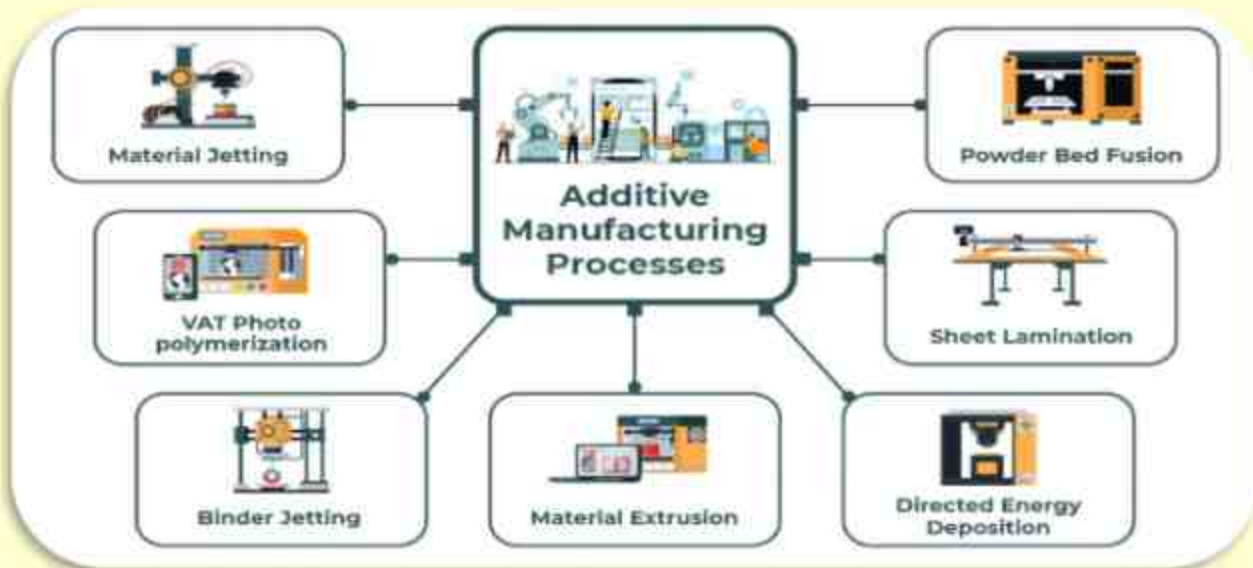 Material Jetting
Additive
Manufacturing
Processes
Powder Bed Fusion
VAT Photo
polymerization
Sheet Lamination
Binder Jetting
Material Extrusion
Directed Energy
Deposition